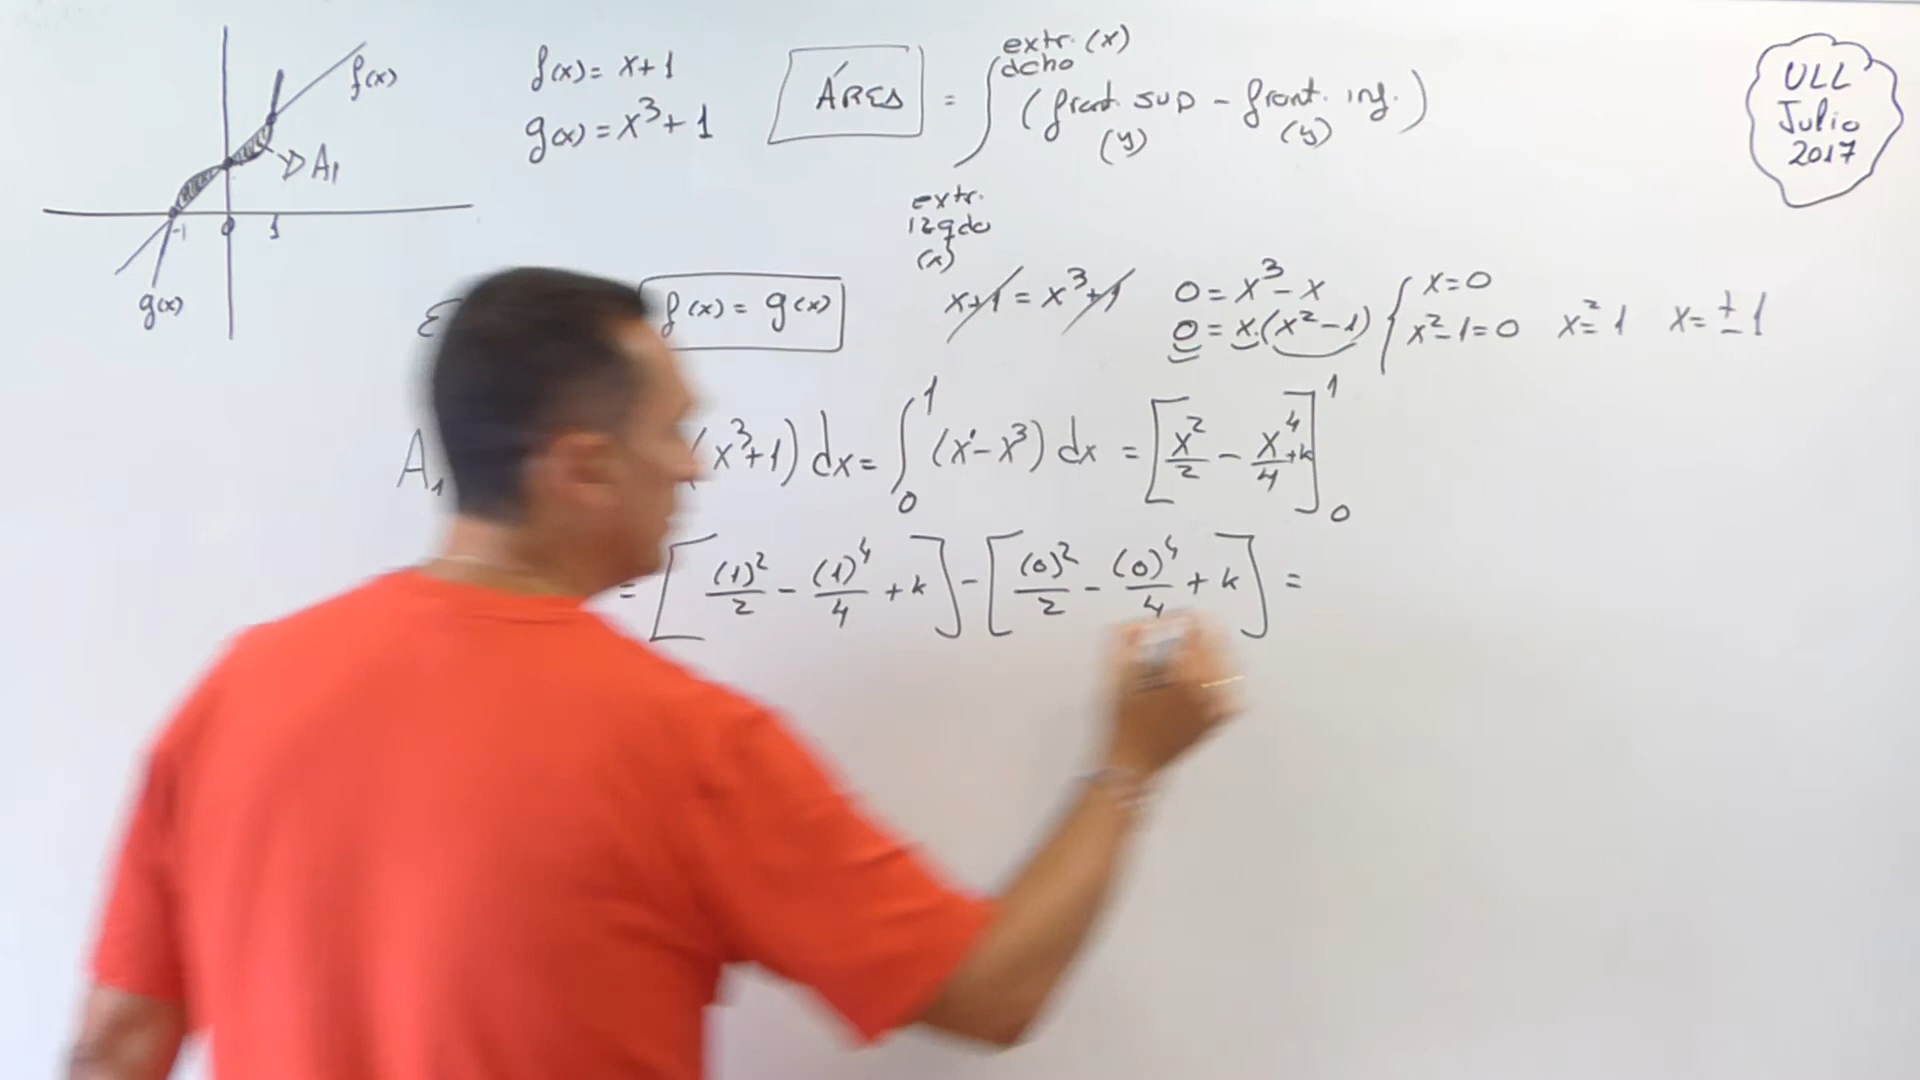 f(x)
A1
-1 0 1
g(x)
f(x) = x+1
g(x) = x³+1
ÁREA = ∫ (front. sup - front. inf.)
(y) (y)
extr. (x)
dcho
extr.
izqdo
(x)
ULL
Julio
2017
f(x) = g(x)
x+1 = x³+1
0 = x³ - x
0 = x·(x²-1)
x=0
x²-1=0 x²=1 x=±1
A1 (x³+1) dx = ∫₀¹ (x - x³) dx = [x²/2 - x⁴/4 + k]₀¹
= [(1)²/2 - (1)⁴/4 + k] - [(0)²/2 - (0)⁴/4 + k] =